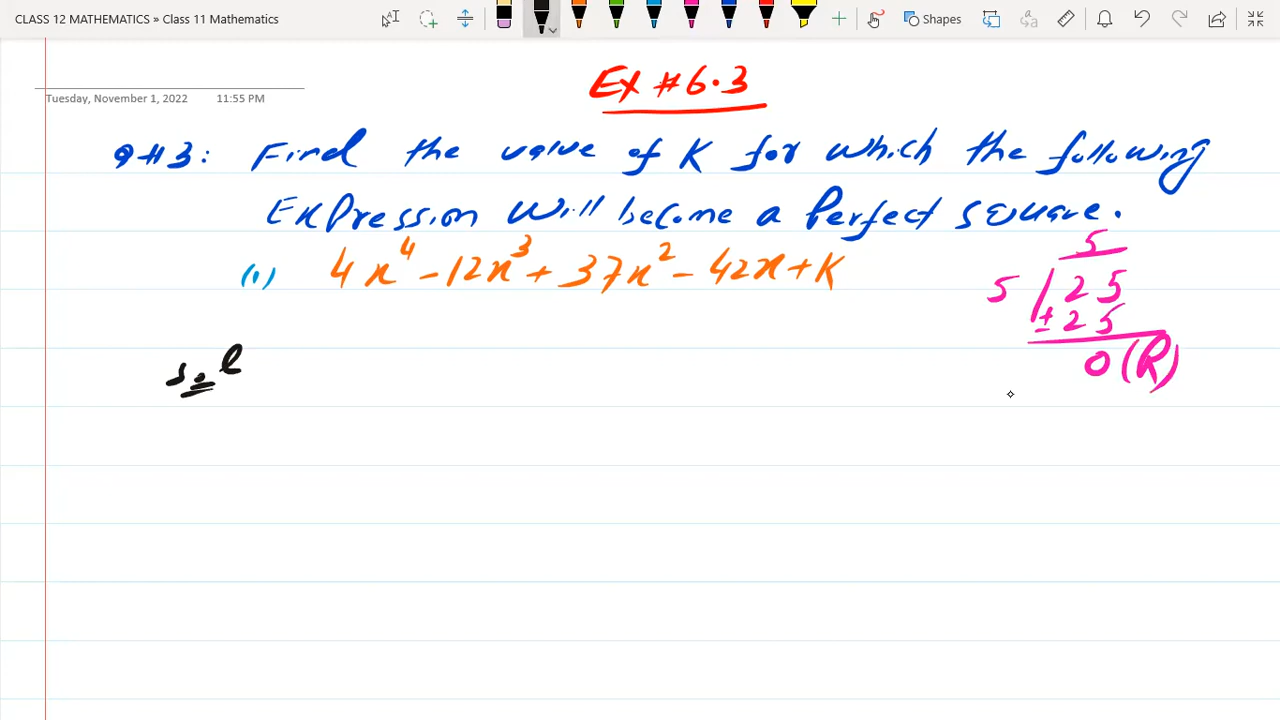 CLASS 12 MATHEMATICS » Class 11 Mathematics
Shapes
Ex # 6.3
Tuesday, November 1, 2022 11:55 PM
Q#3: Find the value of K for which the following
Expression will become a Perfect square.
(i) 4x⁴ - 12x³ + 37x² - 42x + K
5
5 25
± 25
0 (R)
Sol